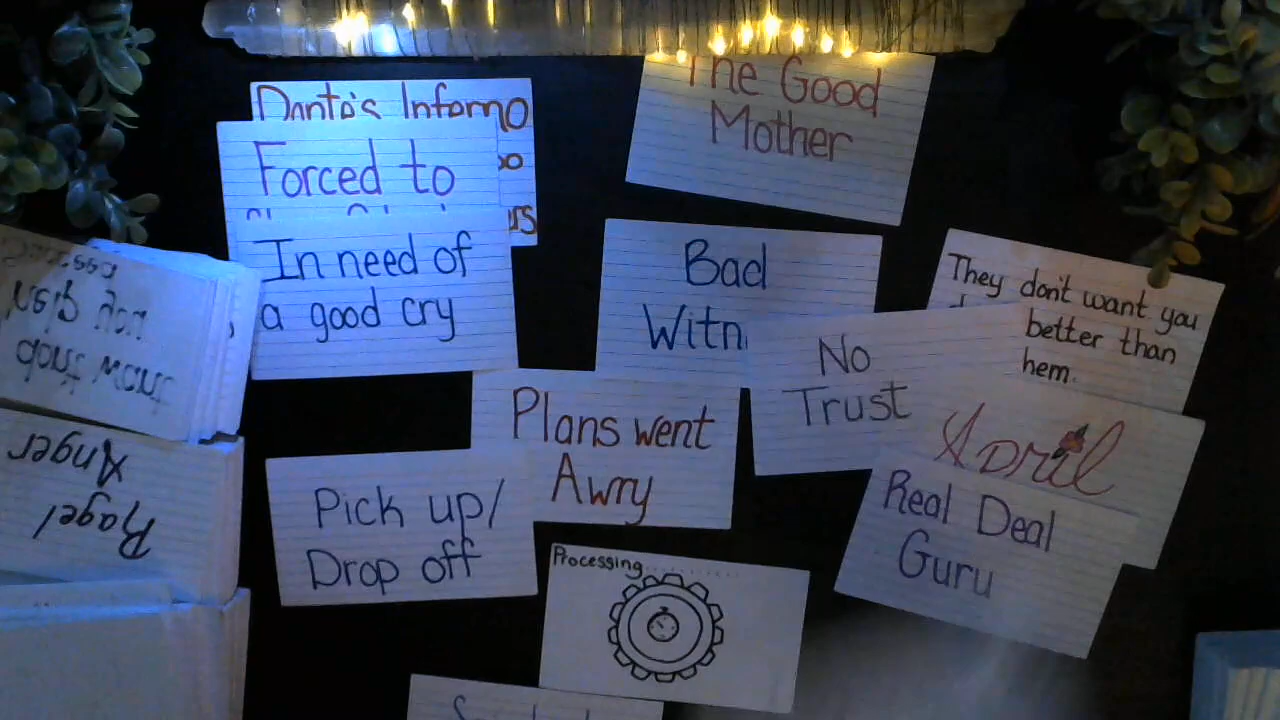 The Good
Mother
Dante's Inferno
Forced to
In need of
a good cry
Bad
They don't want you
better than
hem.
No
Trust
April
Plans went
Awry
Real Deal
Guru
Pick up/
Drop off
Processing........
Rage/
Anger